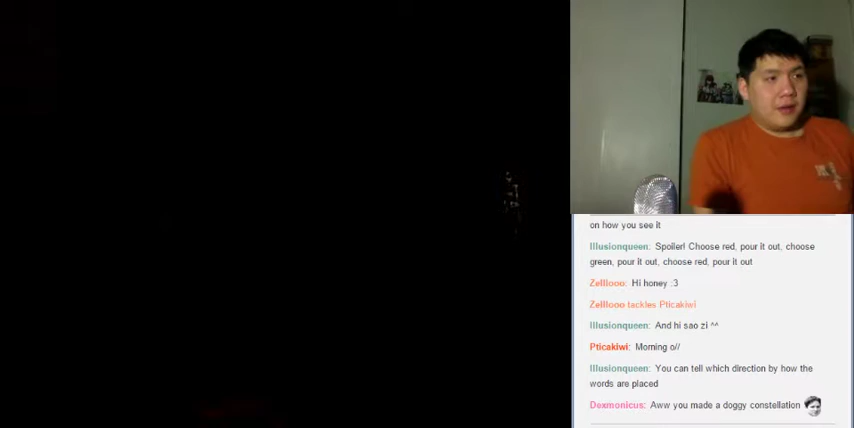 on how you see it
Illusionqueen: Spoiler! Choose red, pour it out, choose
green, pour it out, choose red, pour it out
Zelllooo: Hi honey :3
Zelllooo tackles Pticakiwi
Illusionqueen: And hi sao zi ^^
Pticakiwi: Morning o//
Illusionqueen: You can tell which direction by how the
words are placed
Dexmonicus: Aww you made a doggy constellation